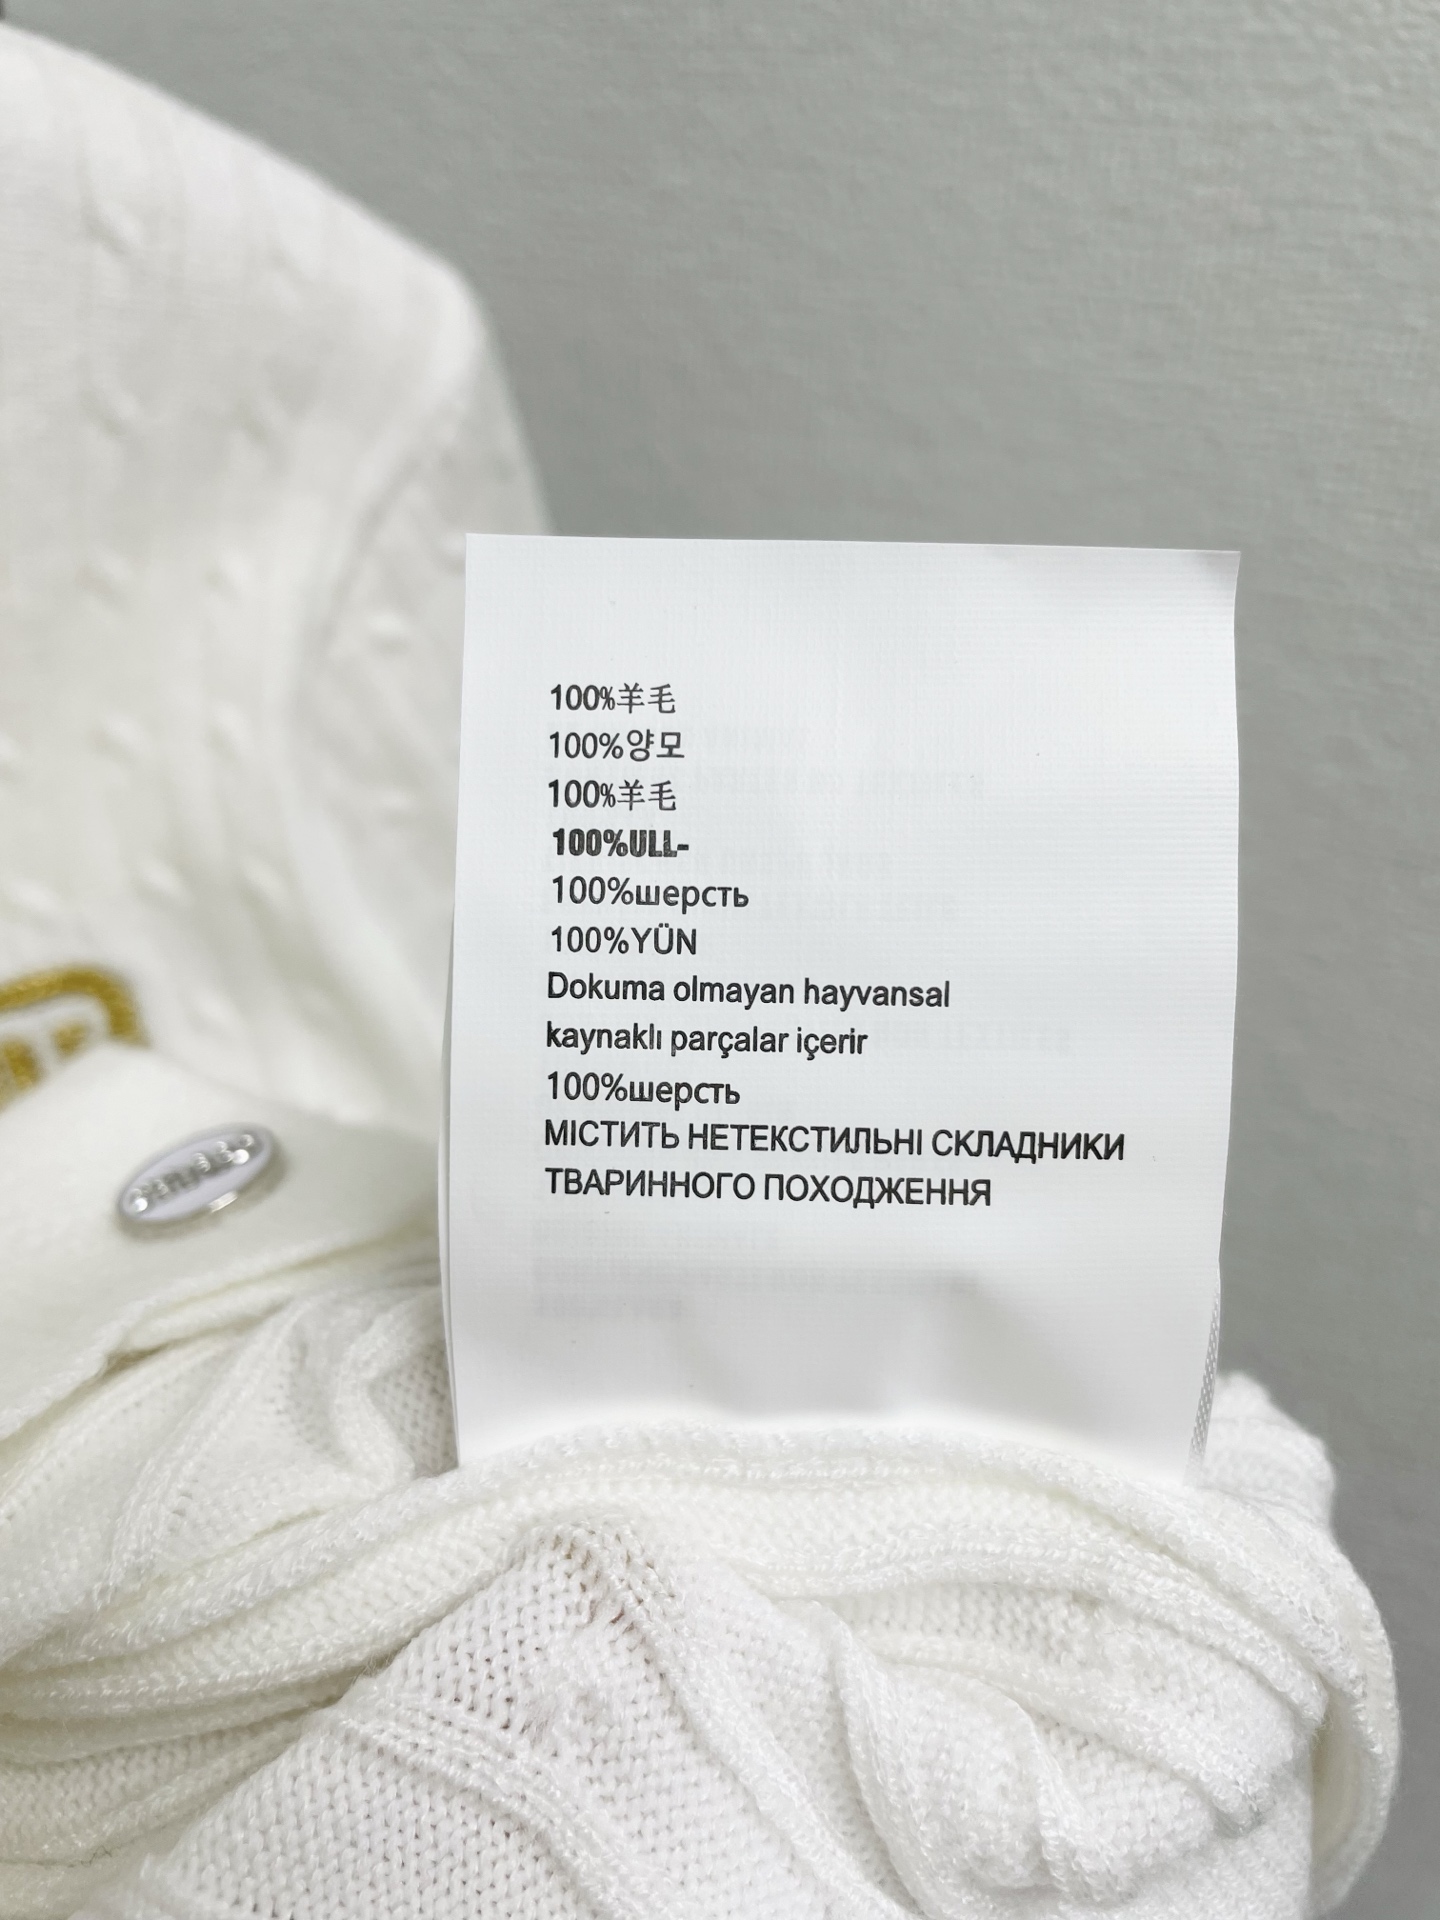 100%羊毛
100%양모
100%羊毛
100%ULL-
100%шерсть
100%YÜN
Dokuma olmayan hayvansal
kaynaklı parçalar içerir
100%шерсть
МІСТИТЬ НЕТЕКСТИЛЬНІ СКЛАДНИКИ
ТВАРИННОГО ПОХОДЖЕННЯ